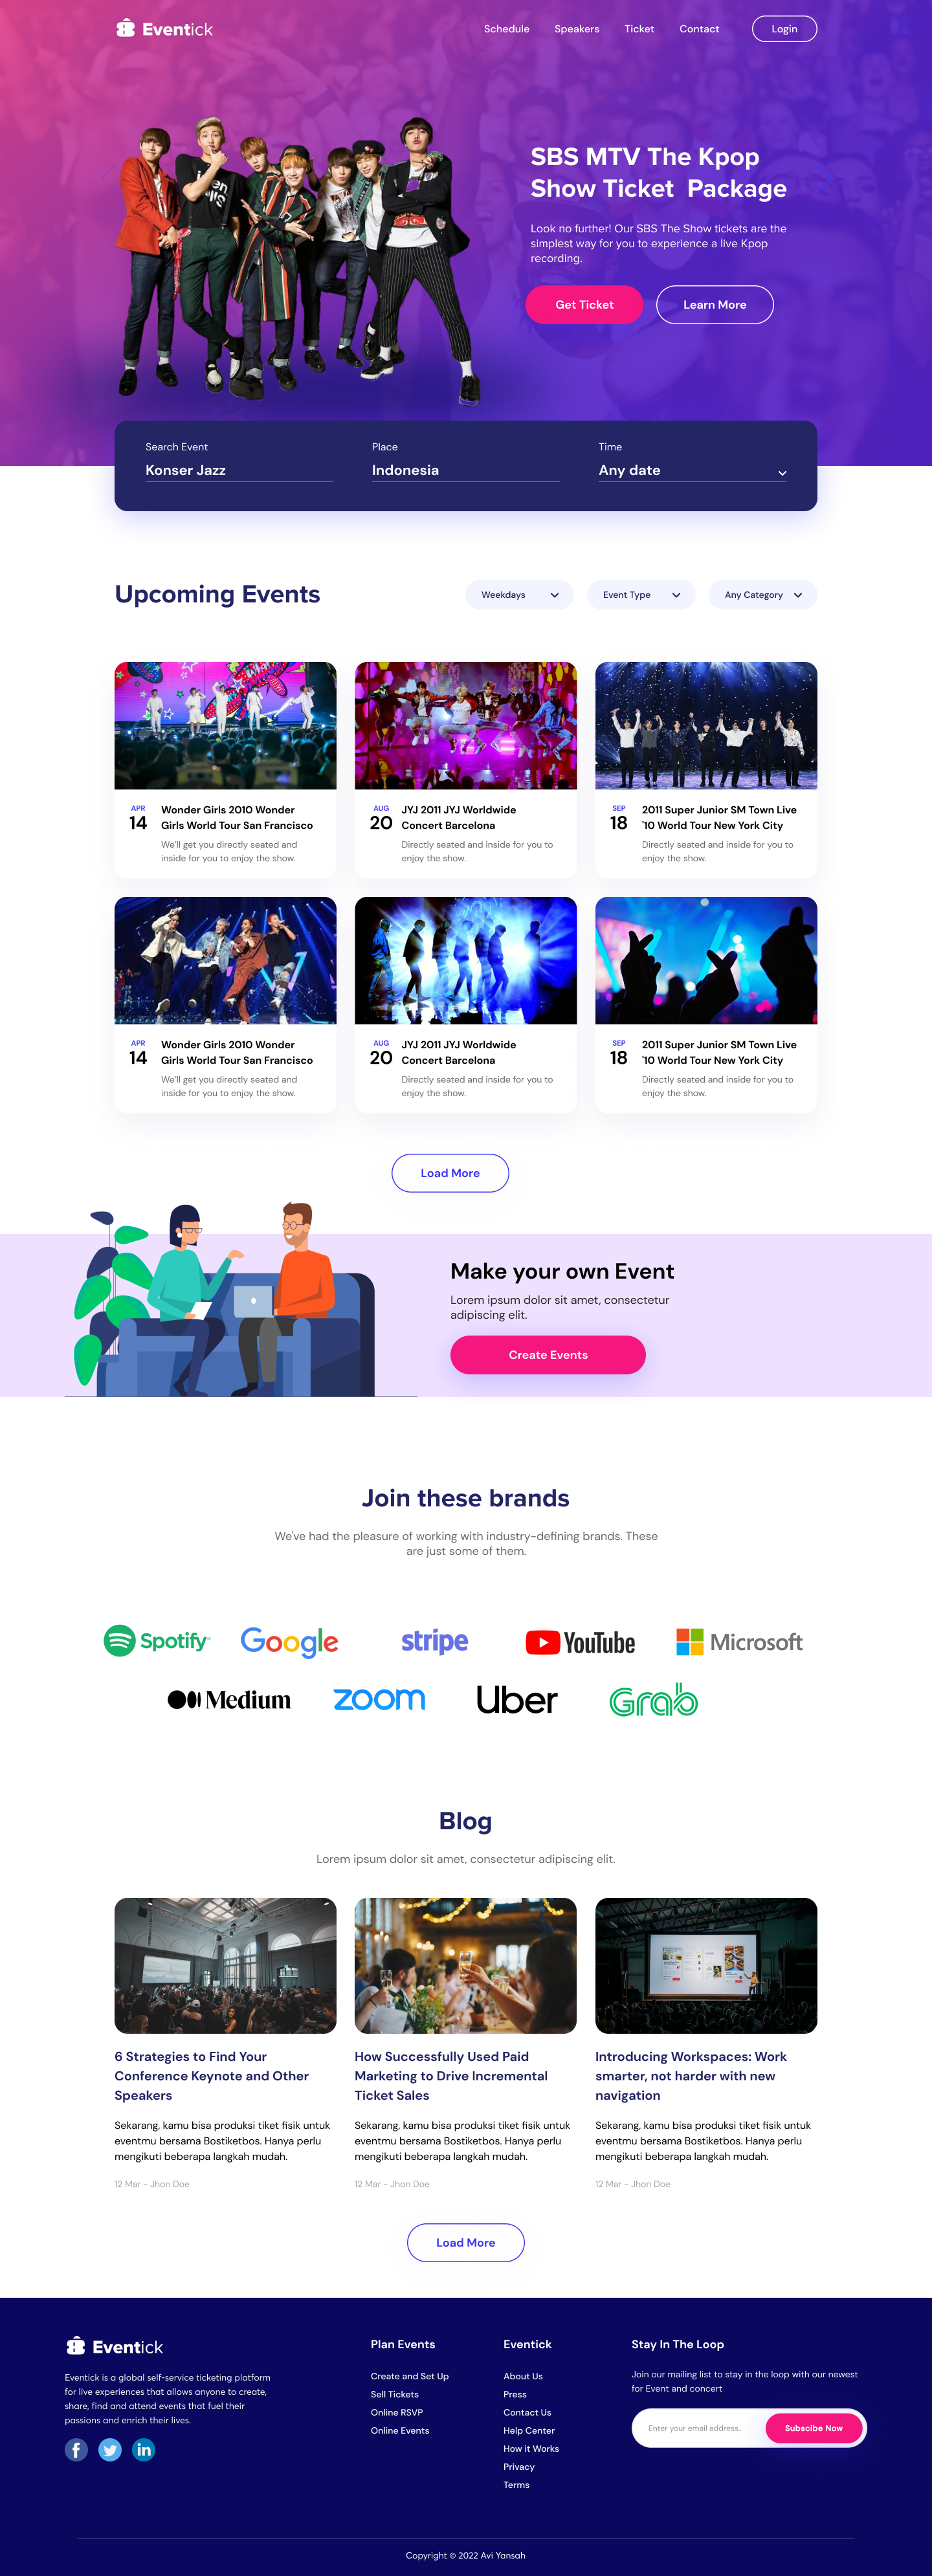 Eventick
Schedule
Speakers
Ticket
Contact
Login
SBS MTV The Kpop
Show Ticket Package
Look no further! Our SBS The Show tickets are the
simplest way for you to experience a live Kpop
recording.
Get Ticket
Learn More
Search Event
Konser Jazz
Place
Indonesia
Time
Any date
Upcoming Events
Weekdays
Event Type
Any Category
APR
14
Wonder Girls 2010 Wonder
Girls World Tour San Francisco
We'll get you directly seated and
inside for you to enjoy the show.
AUG
20
JYJ 2011 JYJ Worldwide
Concert Barcelona
Directly seated and inside for you to
enjoy the show.
SEP
18
2011 Super Junior SM Town Live
'10 World Tour New York City
Directly seated and inside for you to
enjoy the show.
APR
14
Wonder Girls 2010 Wonder
Girls World Tour San Francisco
We'll get you directly seated and
inside for you to enjoy the show.
AUG
20
JYJ 2011 JYJ Worldwide
Concert Barcelona
Directly seated and inside for you to
enjoy the show.
SEP
18
2011 Super Junior SM Town Live
'10 World Tour New York City
Directly seated and inside for you to
enjoy the show.
Load More
Make your own Event
Lorem ipsum dolor sit amet, consectetur
adipiscing elit.
Create Events
Join these brands
We've had the pleasure of working with industry-defining brands. These
are just some of them.
Spotify
Google
stripe
YouTube
Microsoft
Medium
zoom
Uber
Grab
Blog
Lorem ipsum dolor sit amet, consectetur adipiscing elit.
6 Strategies to Find Your
Conference Keynote and Other
Speakers
Sekarang, kamu bisa produksi tiket fisik untuk
eventmu bersama Bostiketbos. Hanya perlu
mengikuti beberapa langkah mudah.
12 Mar - Jhon Doe
How Successfully Used Paid
Marketing to Drive Incremental
Ticket Sales
Sekarang, kamu bisa produksi tiket fisik untuk
eventmu bersama Bostiketbos. Hanya perlu
mengikuti beberapa langkah mudah.
12 Mar - Jhon Doe
Introducing Workspaces: Work
smarter, not harder with new
navigation
Sekarang, kamu bisa produksi tiket fisik untuk
eventmu bersama Bostiketbos. Hanya perlu
mengikuti beberapa langkah mudah.
12 Mar - Jhon Doe
Load More
Eventick
Eventick is a global self-service ticketing platform
for live experiences that allows anyone to create,
share, find and attend events that fuel their
passions and enrich their lives.
Plan Events
Create and Set Up
Sell Tickets
Online RSVP
Online Events
Eventick
About Us
Press
Contact Us
Help Center
How it Works
Privacy
Terms
Stay In The Loop
Join our mailing list to stay in the loop with our newest
for Event and concert
Enter your email address..
Subscibe Now
Copyright © 2022 Avi Yansah